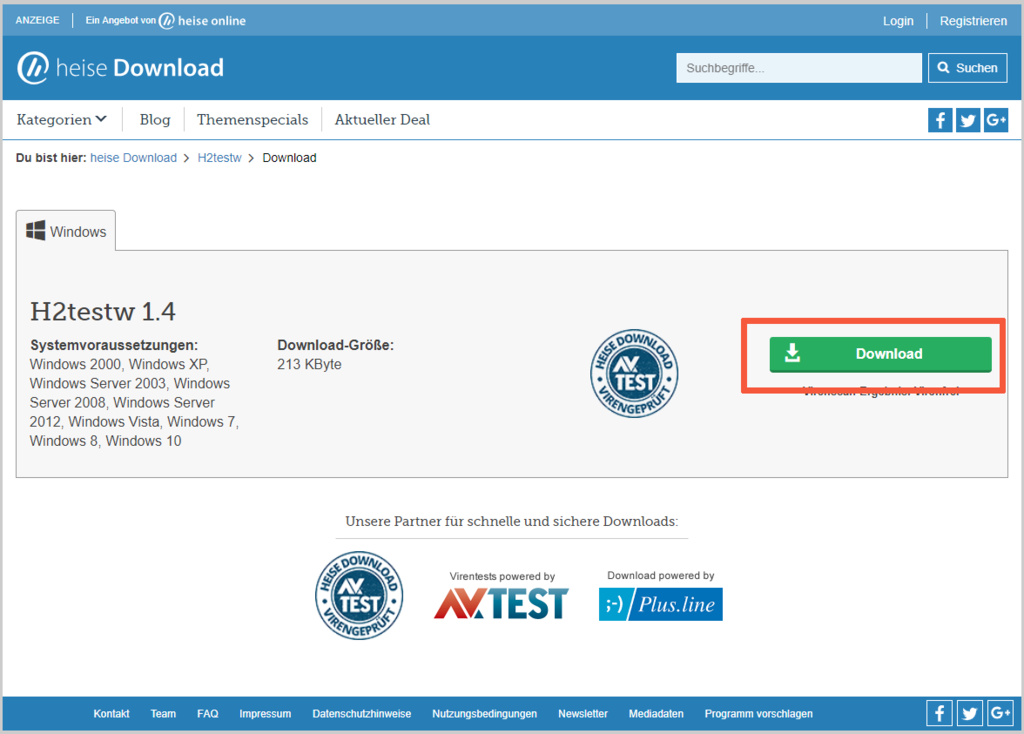 ANZEIGE Ein Angebot von heise online Login Registrieren
heise Download Suchbegriffe... Suchen
Kategorien Blog Themenspecials Aktueller Deal f G+
Du bist hier: heise Download > H2testw > Download
Windows
H2testw 1.4
Systemvoraussetzungen:
Windows 2000, Windows XP,
Windows Server 2003, Windows
Server 2008, Windows Server
2012, Windows Vista, Windows 7,
Windows 8, Windows 10
Download-Größe:
213 KByte
HEISE DOWNLOAD
AV TEST
VIRENGEPRÜFT
Download
Unsere Partner für schnelle und sichere Downloads:
HEISE DOWNLOAD
AV TEST
VIRENGEPRÜFT
Virentests powered by
AV TEST
Download powered by
;-) Plus.line
Kontakt Team FAQ Impressum Datenschutzhinweise Nutzungsbedingungen Newsletter Mediadaten Programm vorschlagen f G+